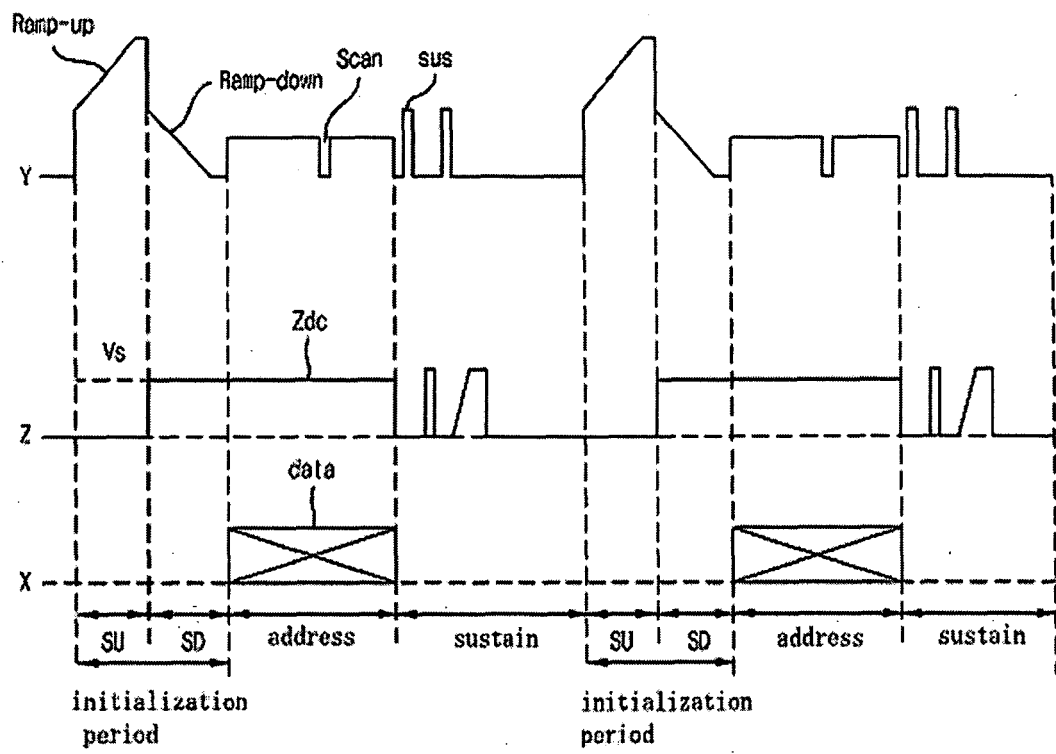 Ramp-up
Ramp-down
Scan
sus
Y
Vs
Zdc
Z
data
X
SU
SD
address
sustain
SU
SD
address
sustain
initialization
period
initialization
period